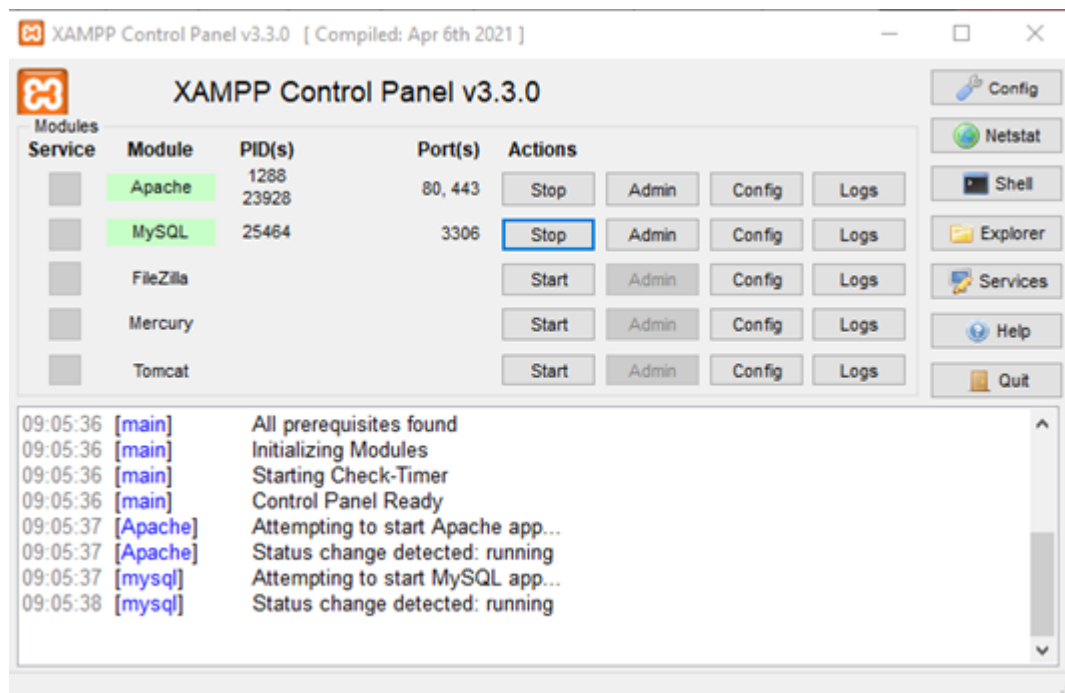 XAMPP Control Panel v3.3.0 [ Compiled: Apr 6th 2021 ]
XAMPP Control Panel v3.3.0
Config
Modules
Service Module PID(s) Port(s) Actions
Netstat
Apache 1288 23928 80, 443 Stop Admin Config Logs
Shell
MySQL 25464 3306 Stop Admin Config Logs
Explorer
FileZilla Start Admin Config Logs
Services
Mercury Start Admin Config Logs
Help
Tomcat Start Admin Config Logs
Quit
09:05:36 [main] All prerequisites found
09:05:36 [main] Initializing Modules
09:05:36 [main] Starting Check-Timer
09:05:36 [main] Control Panel Ready
09:05:37 [Apache] Attempting to start Apache app...
09:05:37 [Apache] Status change detected: running
09:05:37 [mysql] Attempting to start MySQL app...
09:05:38 [mysql] Status change detected: running